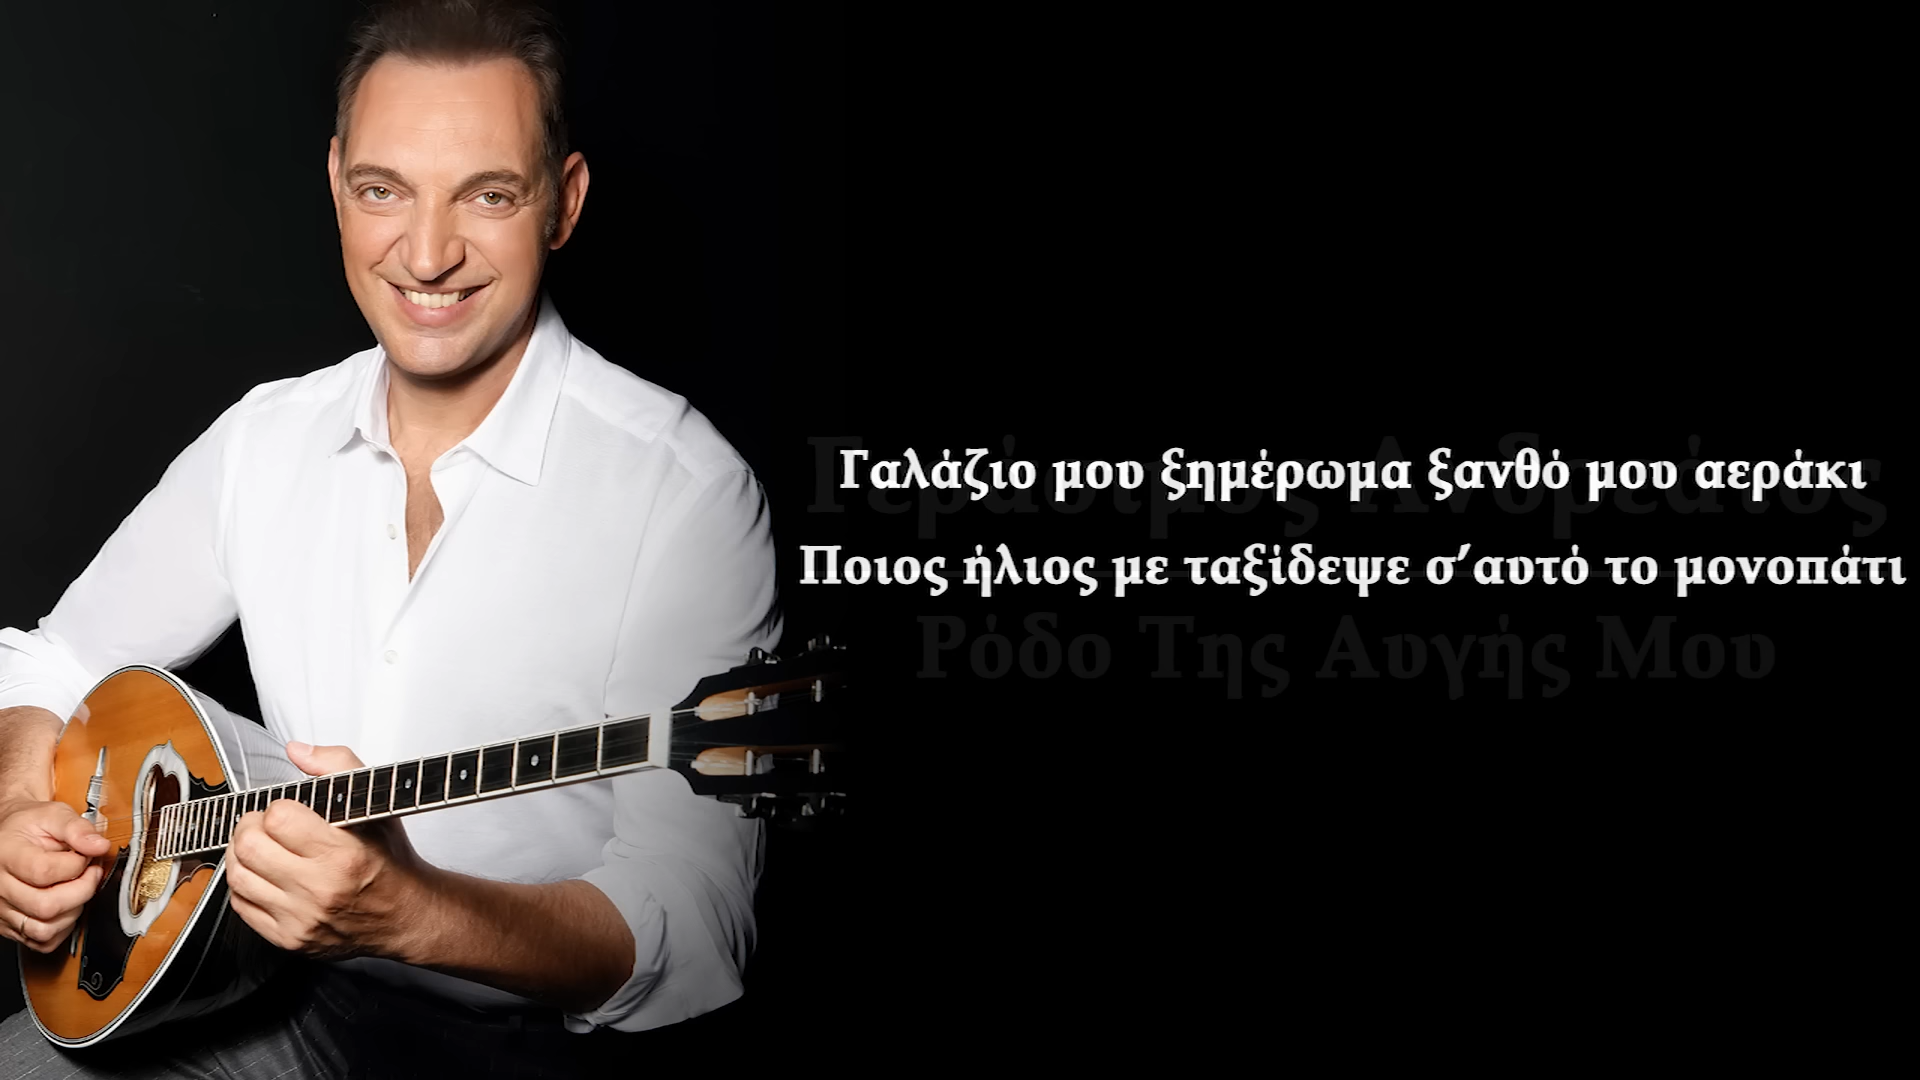 Γεράσιμος Ανδρεάτος
Γαλάζιο μου ξημέρωμα ξανθό μου αεράκι
Ποιος ήλιος με ταξίδεψε σ’αυτό το μονοπάτι
Ρόδο Της Αυγής Μου